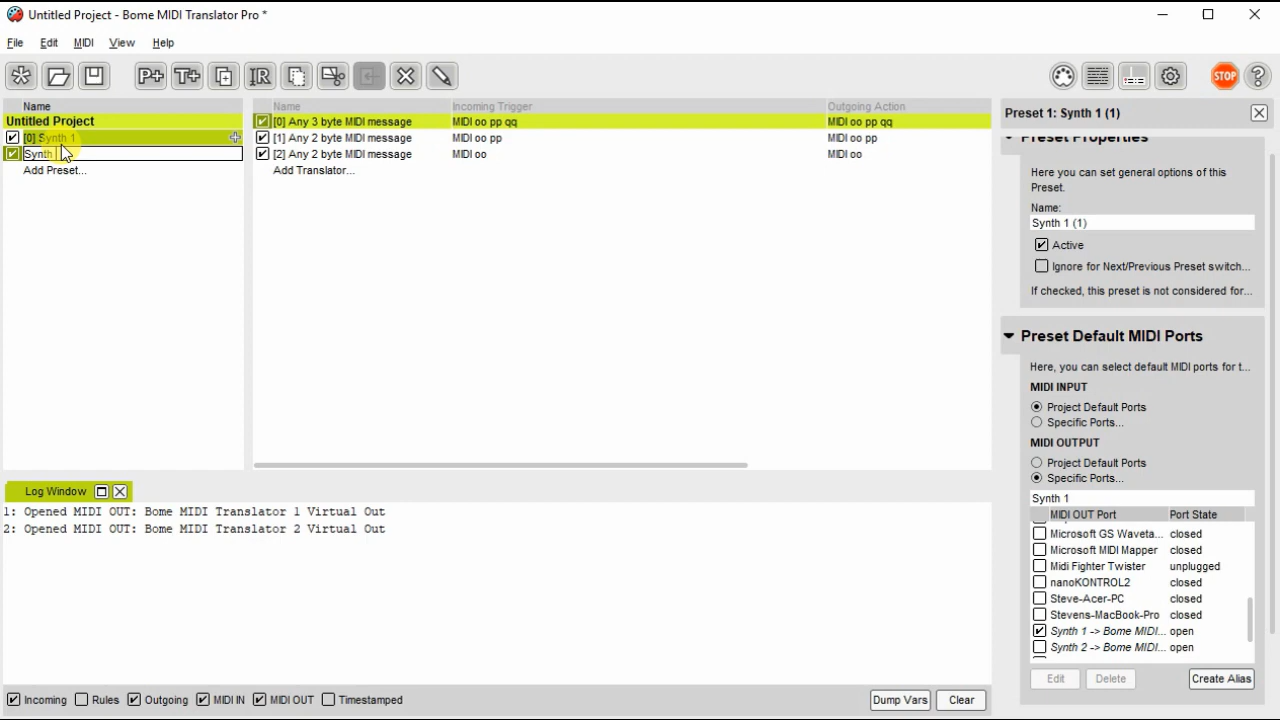 Untitled Project - Bome MIDI Translator Pro *
File Edit MIDI View Help
P+ T+ IR STOP ?
Name
Untitled Project
[0] Synth 1
Synth
Add Preset...
Name Incoming Trigger Outgoing Action
[0] Any 3 byte MIDI message MIDI oo pp qq MIDI oo pp qq
[1] Any 2 byte MIDI message MIDI oo pp MIDI oo pp
[2] Any 2 byte MIDI message MIDI oo MIDI oo
Add Translator...
Preset 1: Synth 1 (1)
Preset Properties
Here you can set general options of this
Preset.
Name:
Synth 1 (1)
Active
Ignore for Next/Previous Preset switch...
If checked, this preset is not considered for...
Preset Default MIDI Ports
Here, you can select default MIDI ports for t...
MIDI INPUT
Project Default Ports
Specific Ports...
MIDI OUTPUT
Project Default Ports
Specific Ports...
Synth 1
MIDI OUT Port Port State
Microsoft GS Waveta... closed
Microsoft MIDI Mapper closed
Midi Fighter Twister unplugged
nanoKONTROL2 closed
Steve-Acer-PC closed
Stevens-MacBook-Pro closed
Synth 1 -> Bome MIDI... open
Synth 2 -> Bome MIDI... open
Edit Delete Create Alias
Log Window
1: Opened MIDI OUT: Bome MIDI Translator 1 Virtual Out
2: Opened MIDI OUT: Bome MIDI Translator 2 Virtual Out
Incoming Rules Outgoing MIDI IN MIDI OUT Timestamped Dump Vars Clear